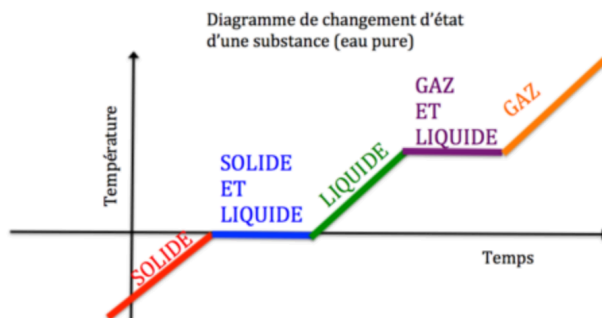 Diagramme de changement d'état
d'une substance (eau pure)
Température
GAZ
ET
LIQUIDE
GAZ
SOLIDE
ET
LIQUIDE
LIQUIDE
SOLIDE
Temps